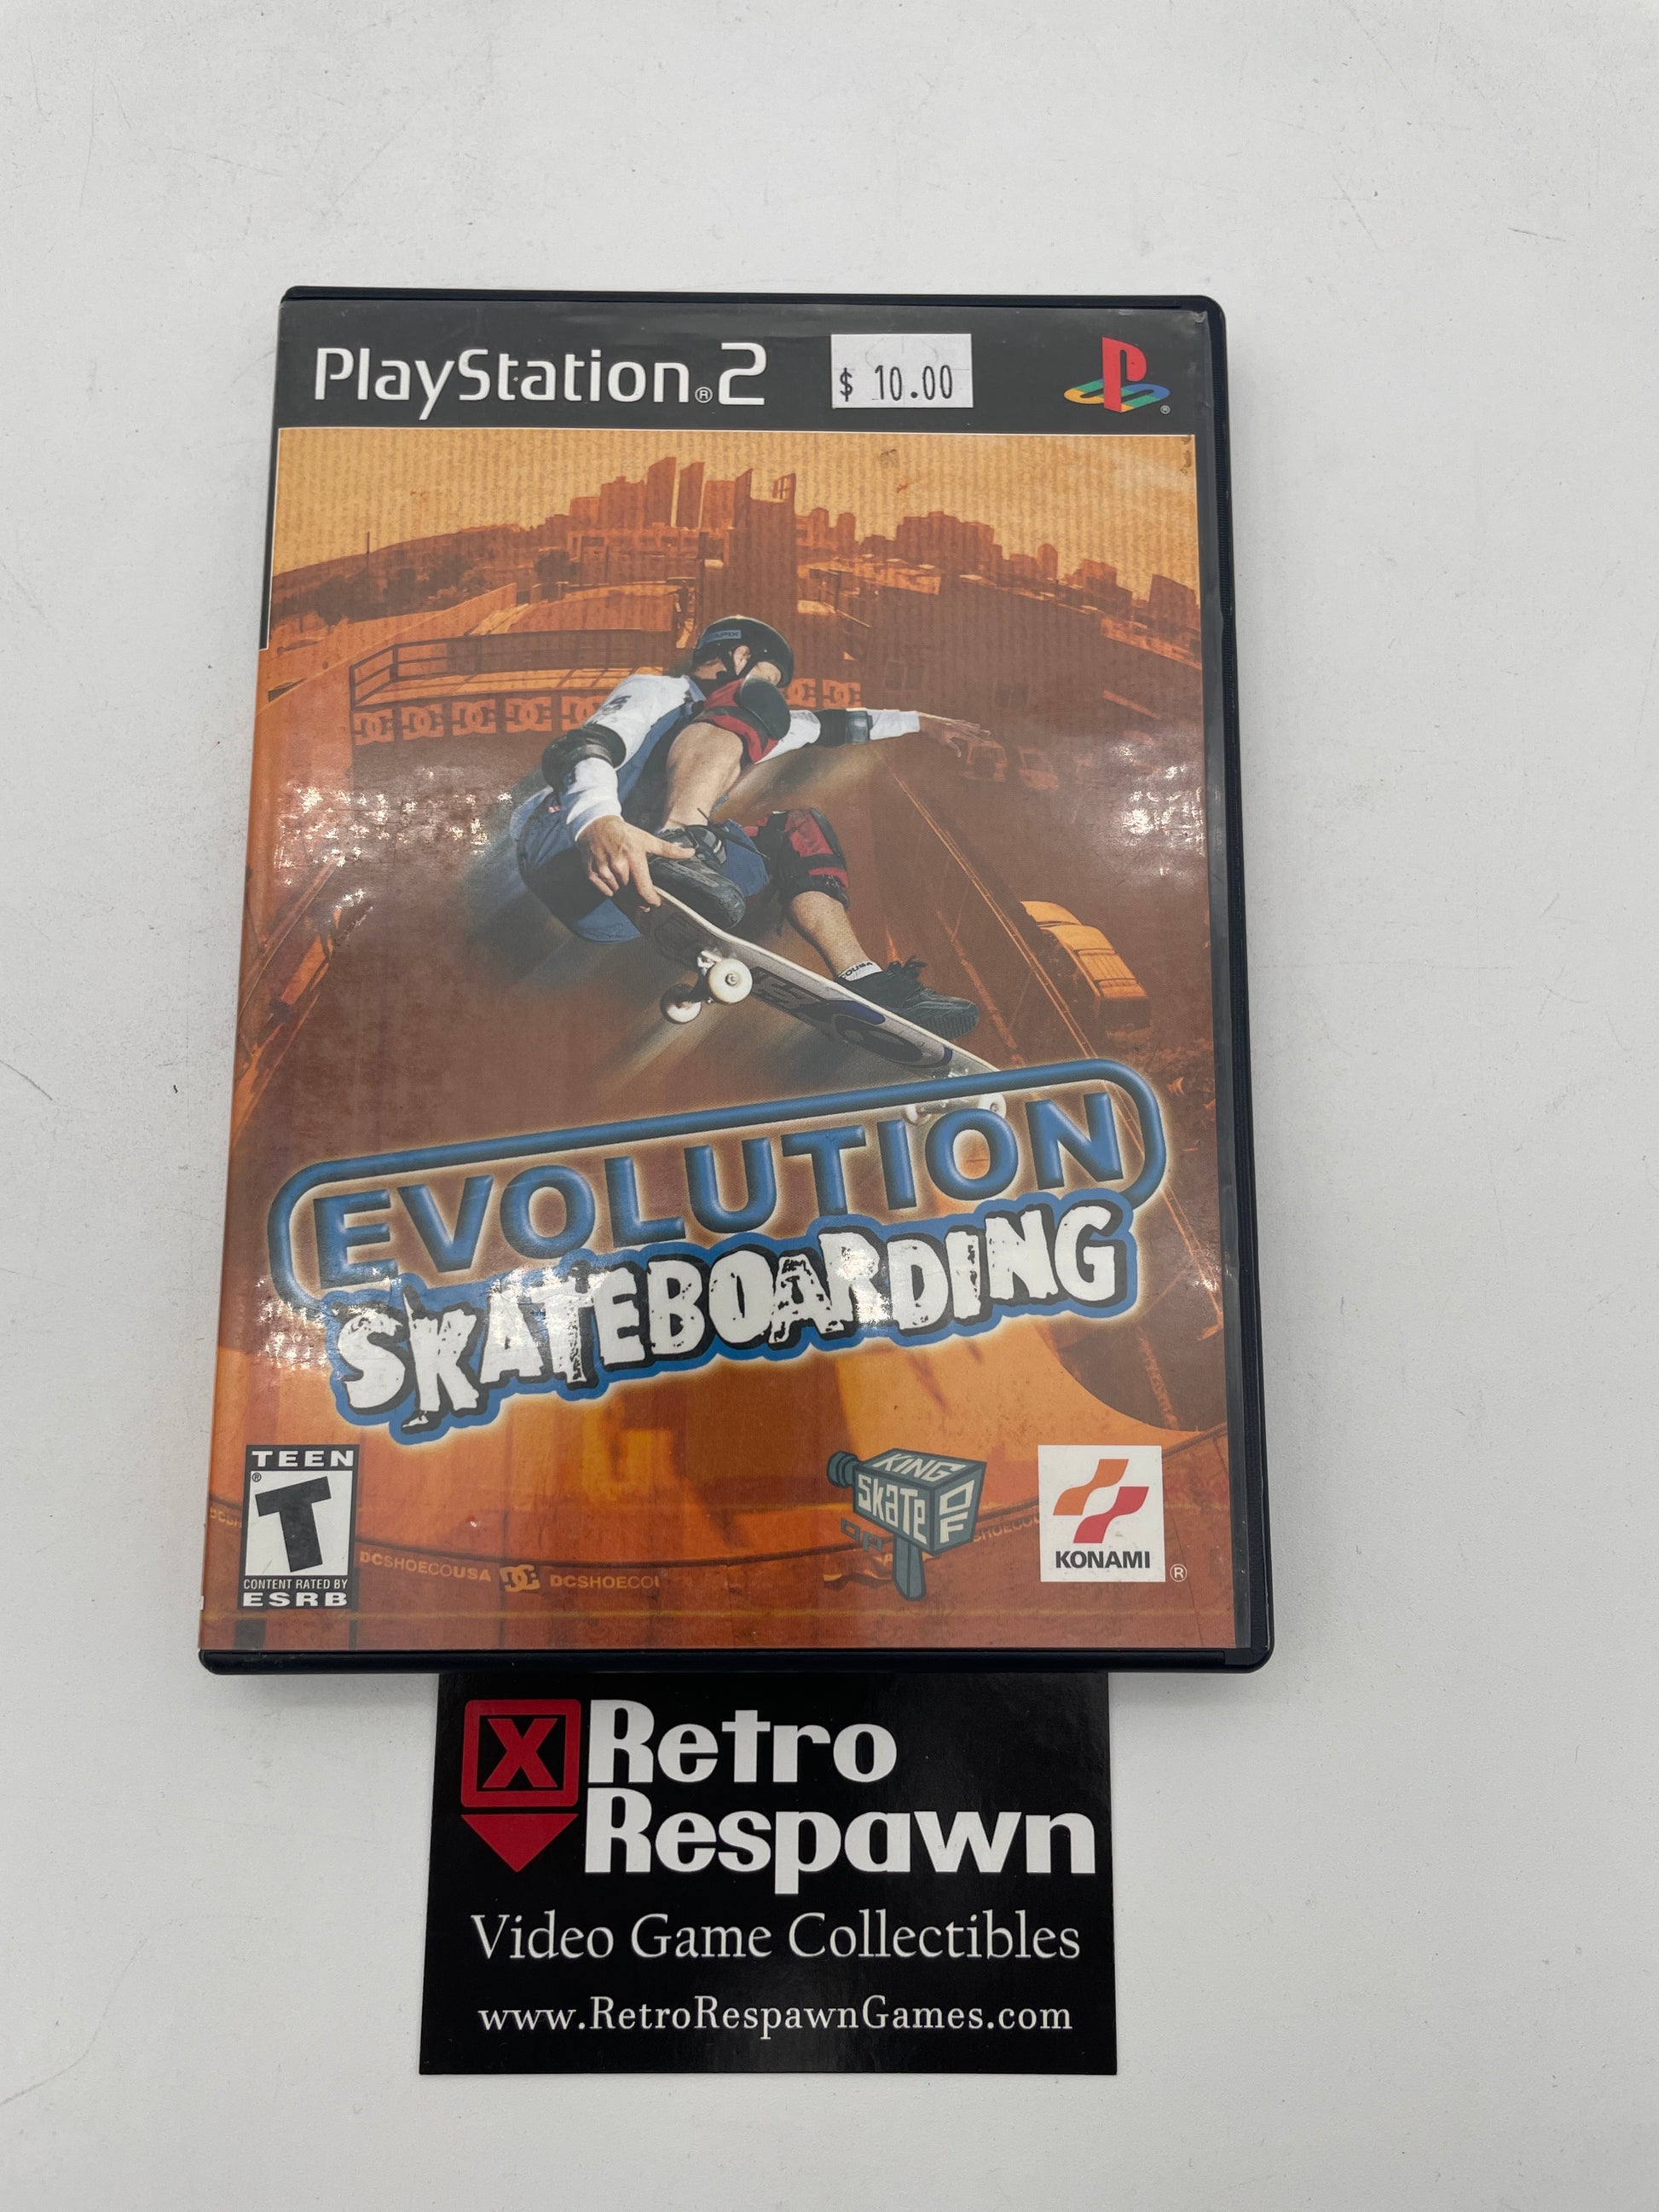 PlayStation®2
$ 10.00
EVOLUTION
SKATEBOARDING
TEEN
T
CONTENT RATED BY
ESRB
DCSHOECOUSA
DCSHOECOU
KING
OF
SKATE
KONAMI
®
Retro
Respawn
Video Game Collectibles
www.RetroRespawnGames.com